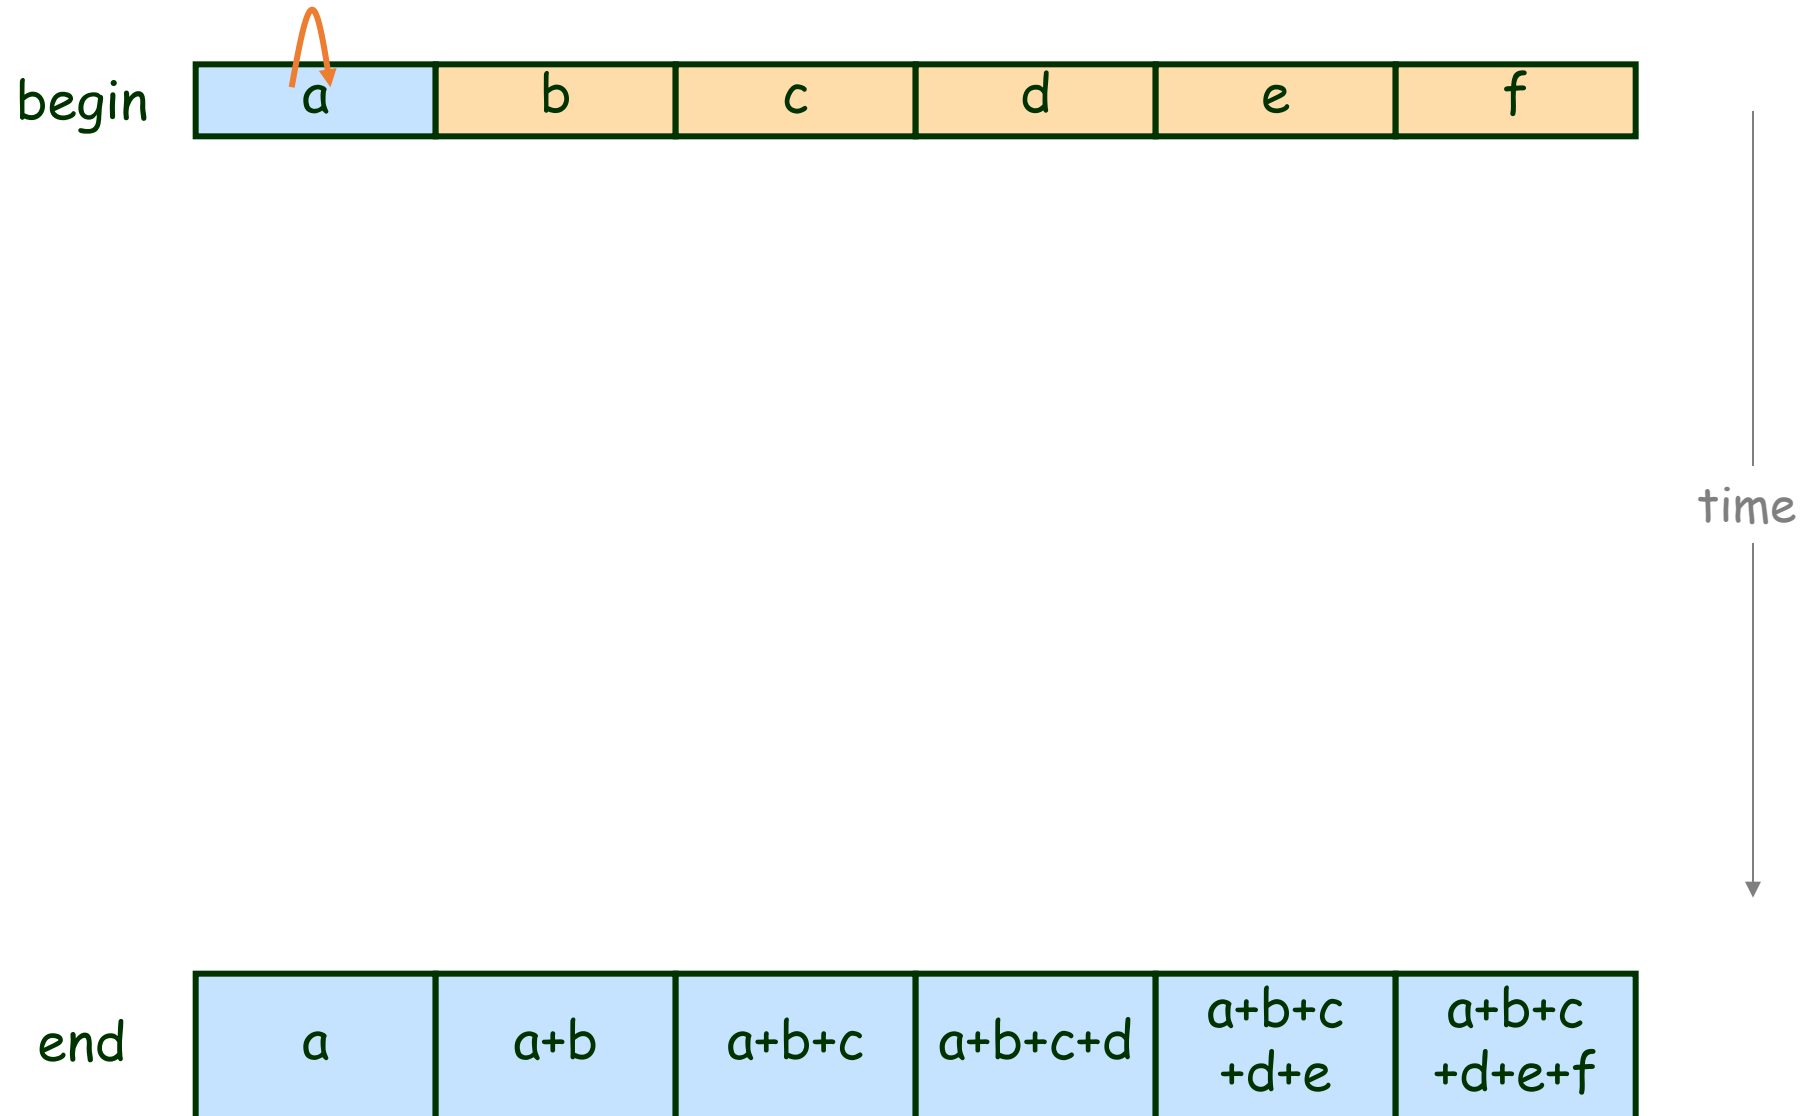 begin a b c d e f
time
end a a+b a+b+c a+b+c+d a+b+c a+b+c
+d+e +d+e+f